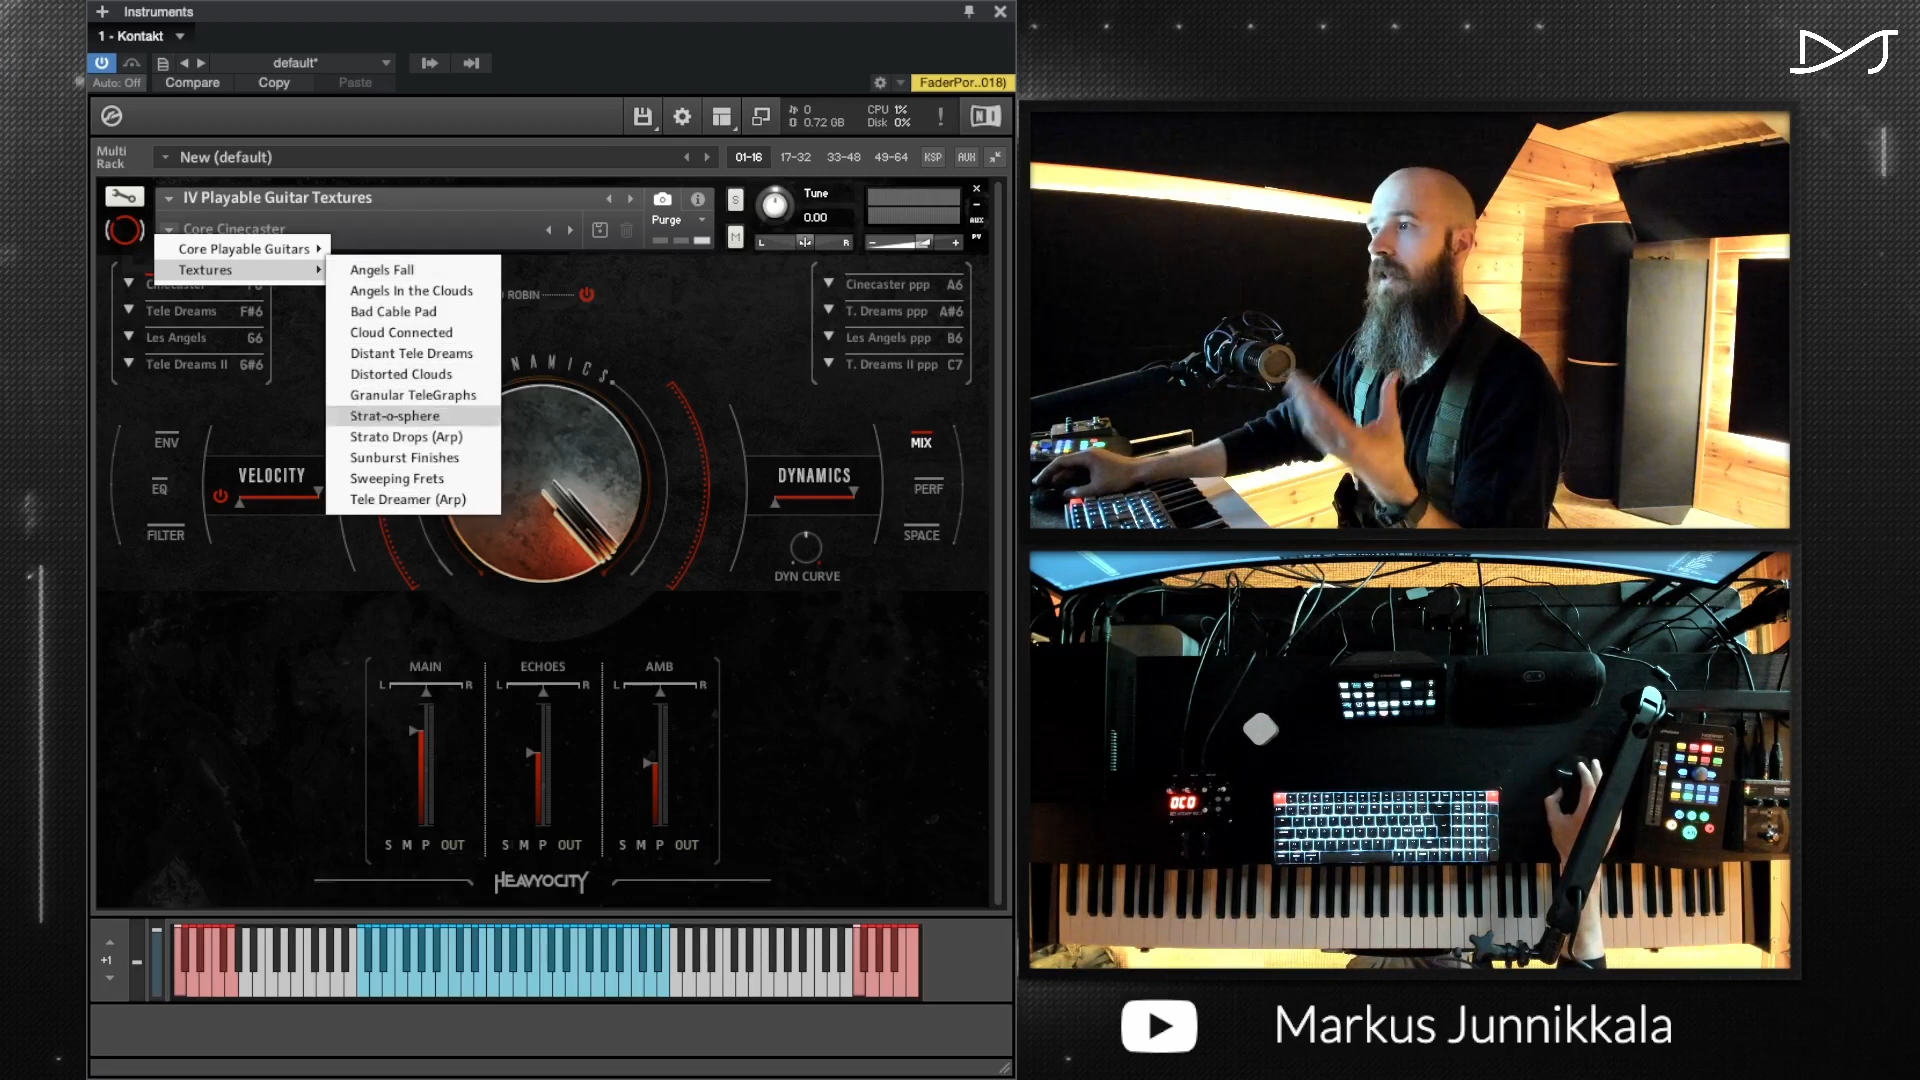 Instruments
1 - Kontakt
default*
Auto: Off
Compare
Copy
Paste
FaderPor..018)
0
0.72 GB
CPU 1%
Disk 0%
!
Multi
Rack
New (default)
01-16
17-32
33-48
49-64
KSP
AUX
IV Playable Guitar Textures
Core Cinecaster
Purge
S
M
Tune
0.00
L
R
AUX
PV
Core Playable Guitars
Textures
Angels Fall
Angels In the Clouds
Bad Cable Pad
Cloud Connected
Distant Tele Dreams
Distorted Clouds
Granular TeleGraphs
Strat-o-sphere
Strato Drops (Arp)
Sunburst Finishes
Sweeping Frets
Tele Dreamer (Arp)
Cinecaster F6
Tele Dreams F#6
Les Angels G6
Tele Dreams II G#6
ROBIN
NAMICS
Cinecaster ppp A6
T. Dreams ppp A#6
Les Angels ppp B6
T. Dreams II ppp C7
ENV
EQ
FILTER
VELOCITY
DYNAMICS
DYN CURVE
MIX
PERF
SPACE
MAIN
L R
S M P OUT
ECHOES
L R
S M P OUT
AMB
L R
S M P OUT
HEAVYOCITY
+1
Markus Junnikkala